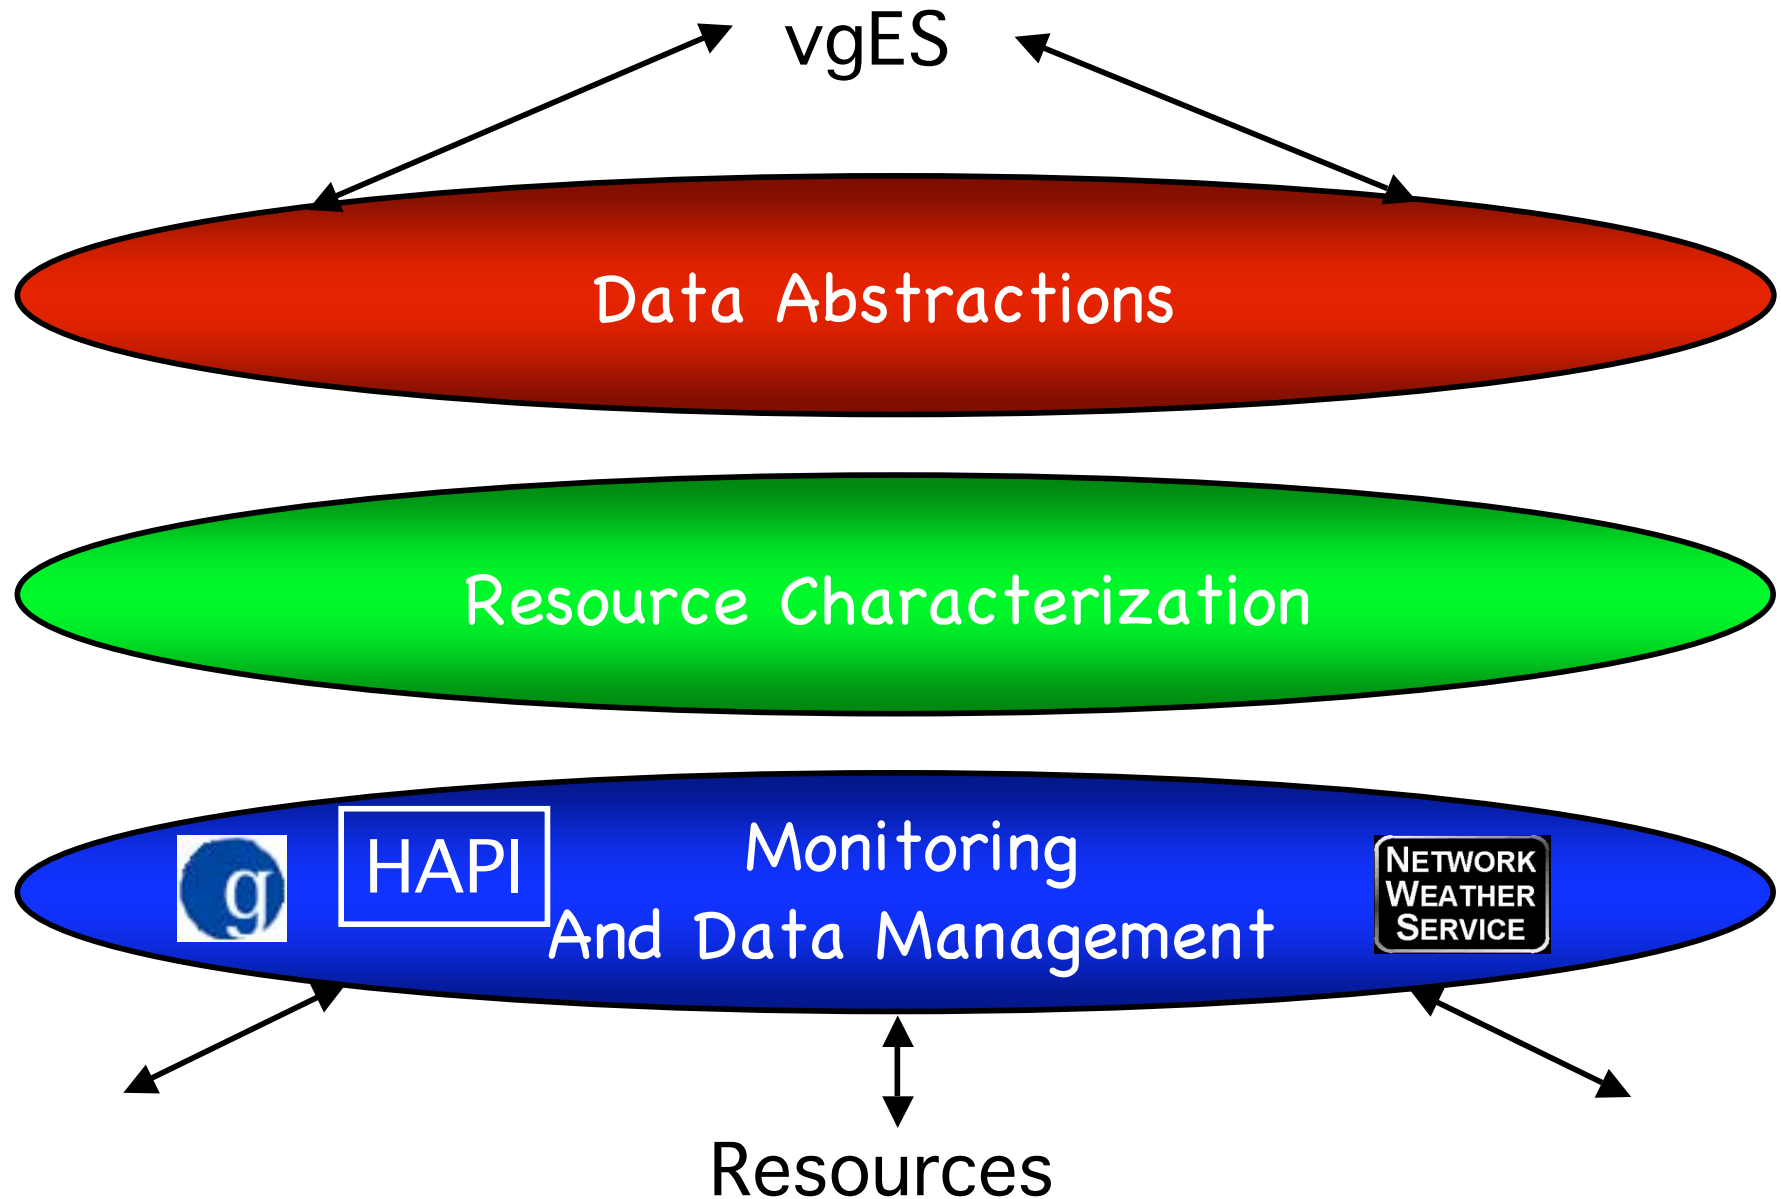 vgES
Data Abstractions
Resource Characterization
g
HAPI
Monitoring
And Data Management
NETWORK
WEATHER
SERVICE
Resources